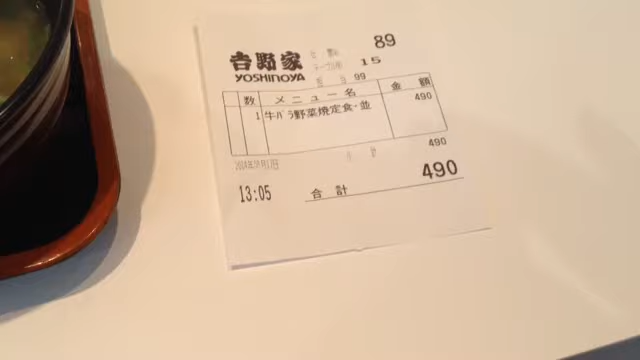 吉野家
YOSHINOYA
89
15
99
数 メニュー名 金額
1 牛バラ野菜焼定食・並 490
490
13:05 合計 490